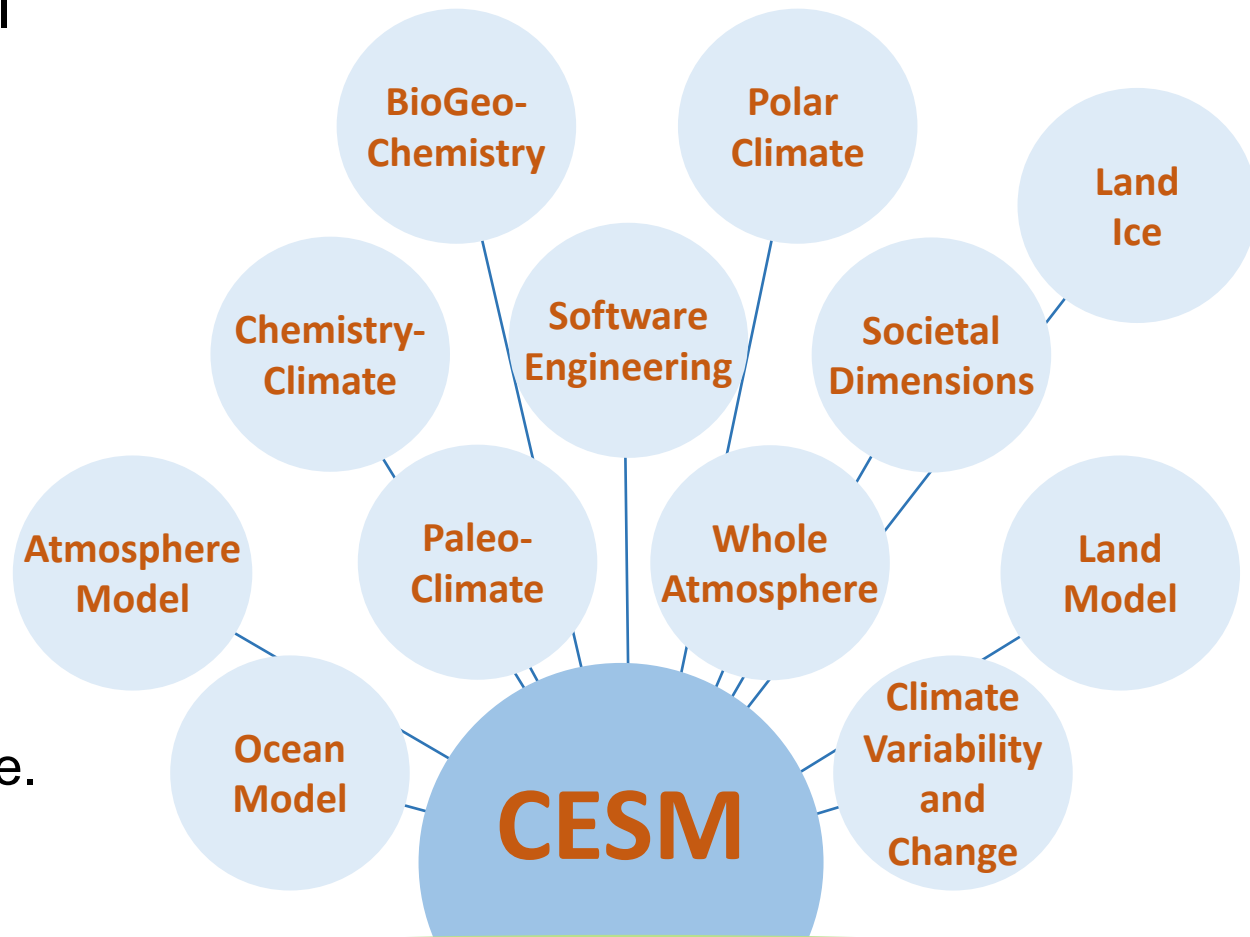 BioGeo-
Chemistry
Polar
Climate
Land
Ice
Chemistry-
Climate
Software
Engineering
Societal
Dimensions
Atmosphere
Model
Paleo-
Climate
Whole
Atmosphere
Land
Model
Ocean
Model
Climate
Variability
and
Change
e.
CESM